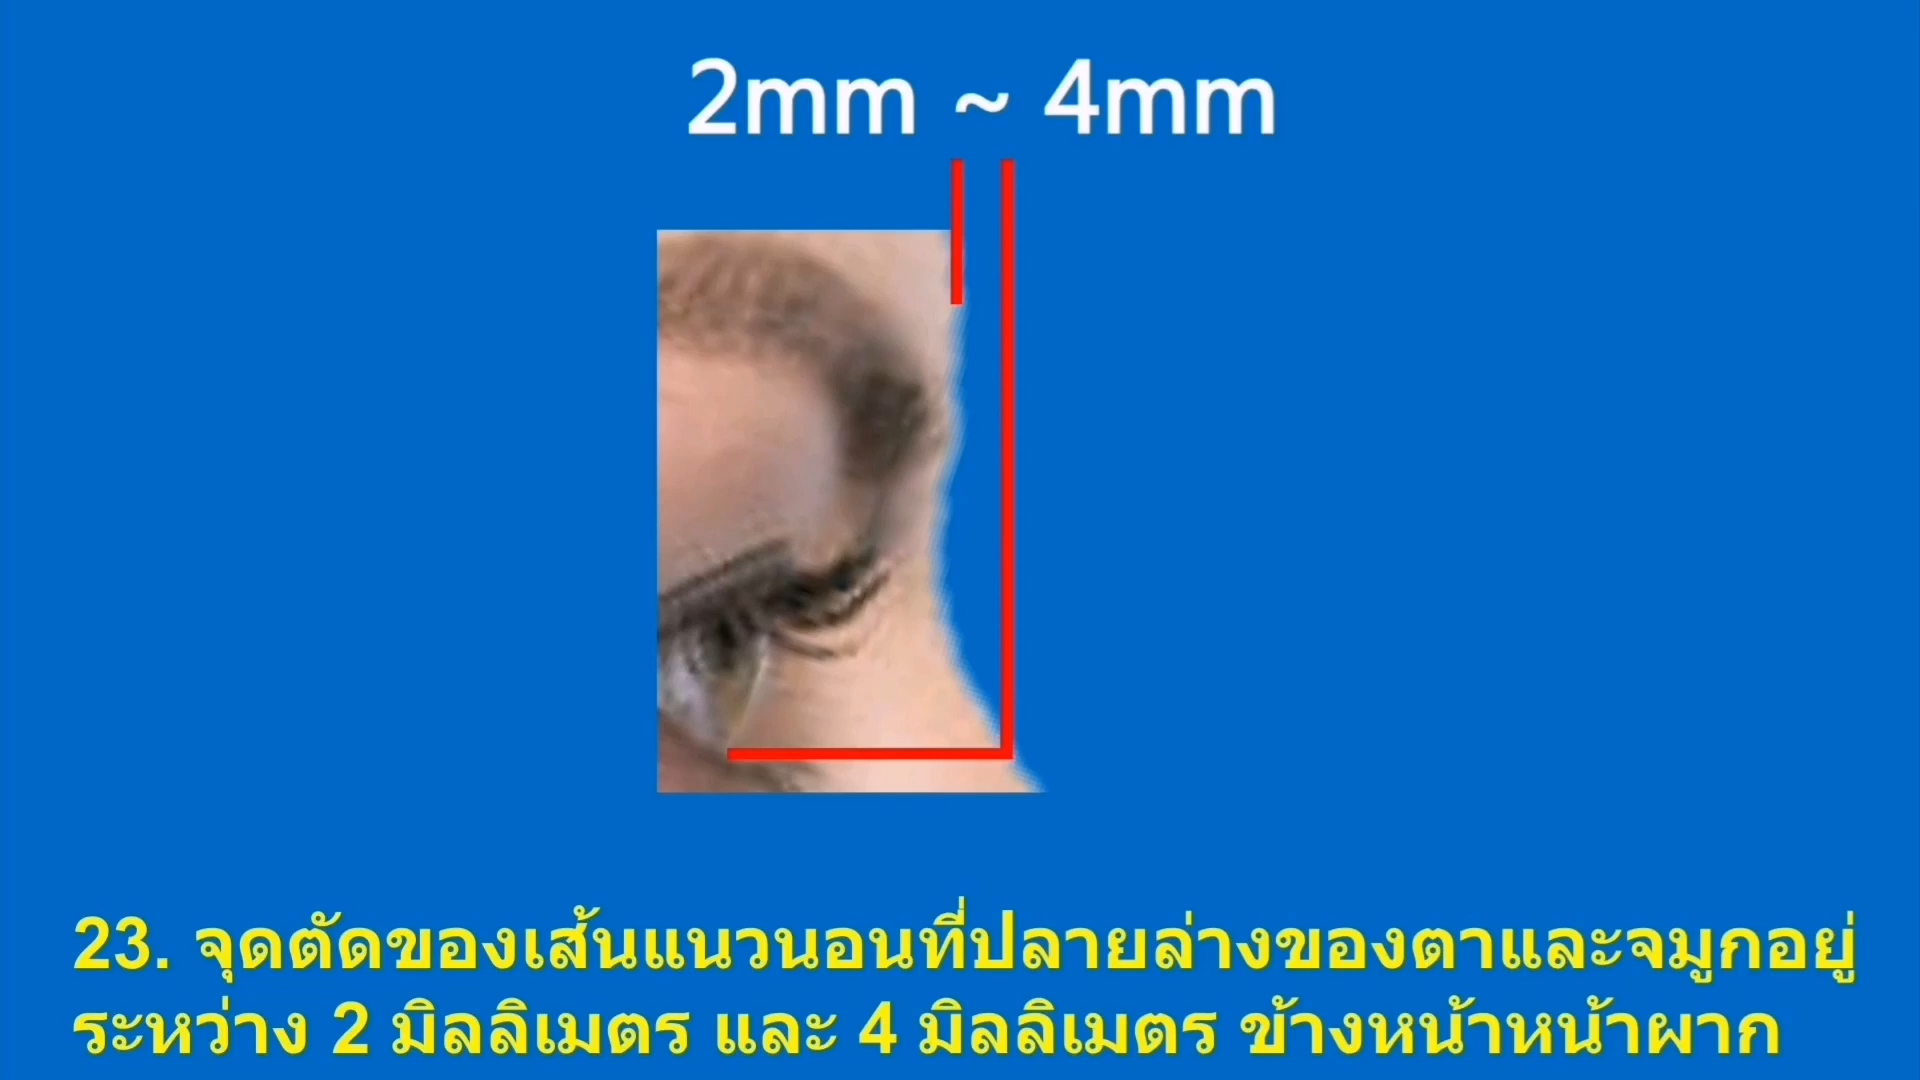 2mm ~ 4mm
23. จุดตัดของเส้นแนวนอนที่ปลายล่างของตาและจมูกอยู่
ระหว่าง 2 มิลลิเมตร และ 4 มิลลิเมตร ข้างหน้าหน้าผาก